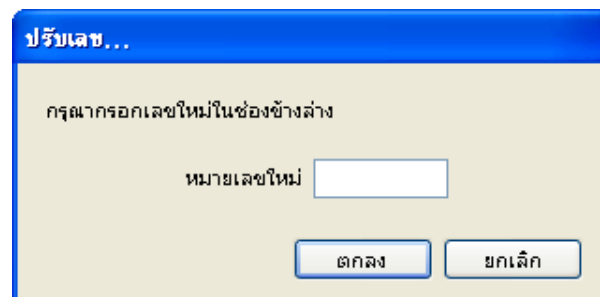 ปรับเลข...
กรุณากรอกเลขใหม่ในช่องข้างล่าง
หมายเลขใหม่
ตกลง ยกเลิก